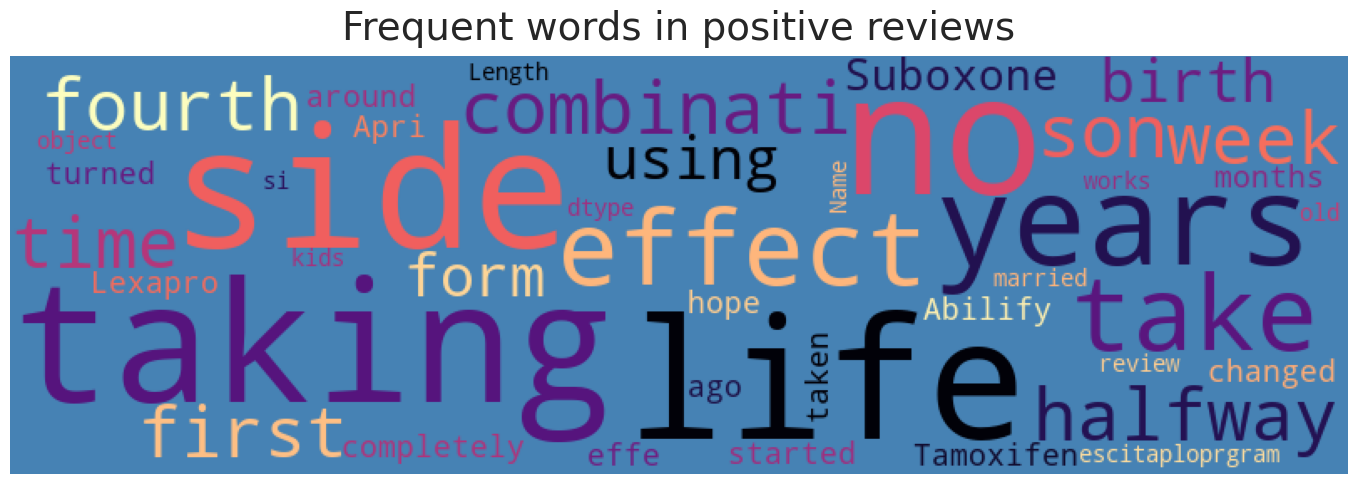 Frequent words in positive reviews
Length
fourth
around
combinati
Suboxone
birth
object
Apri
no
son
week
turned
si
side
using
Name
works
months
dtype
years
old
time
kids
effect
Lexapro
form
hope
married
Abilify
take
taking
life
ago
taken
review
changed
first
halfway
completely
effe
started
Tamoxifen
escitaploprgram